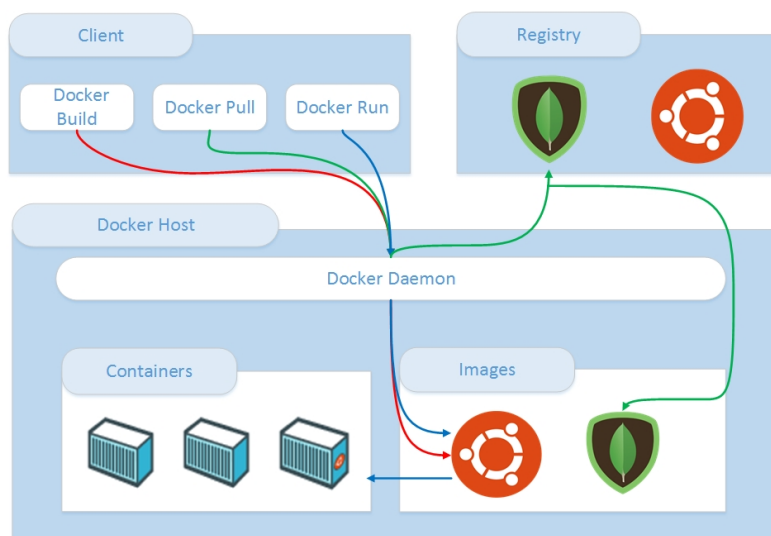 Client
Registry
Docker
Build
Docker Pull
Docker Run
Docker Host
Docker Daemon
Containers
Images